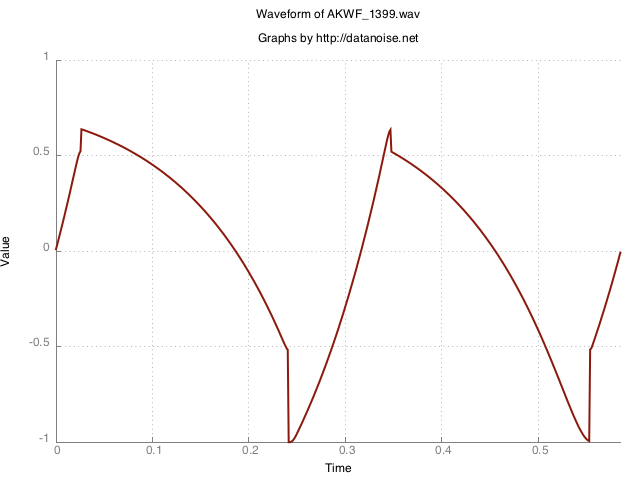 Waveform of AKWF_1399.wav
Graphs by http://datanoise.net
1
0.5
0
-0.5
-1
Value
0 0.1 0.2 0.3 0.4 0.5
Time